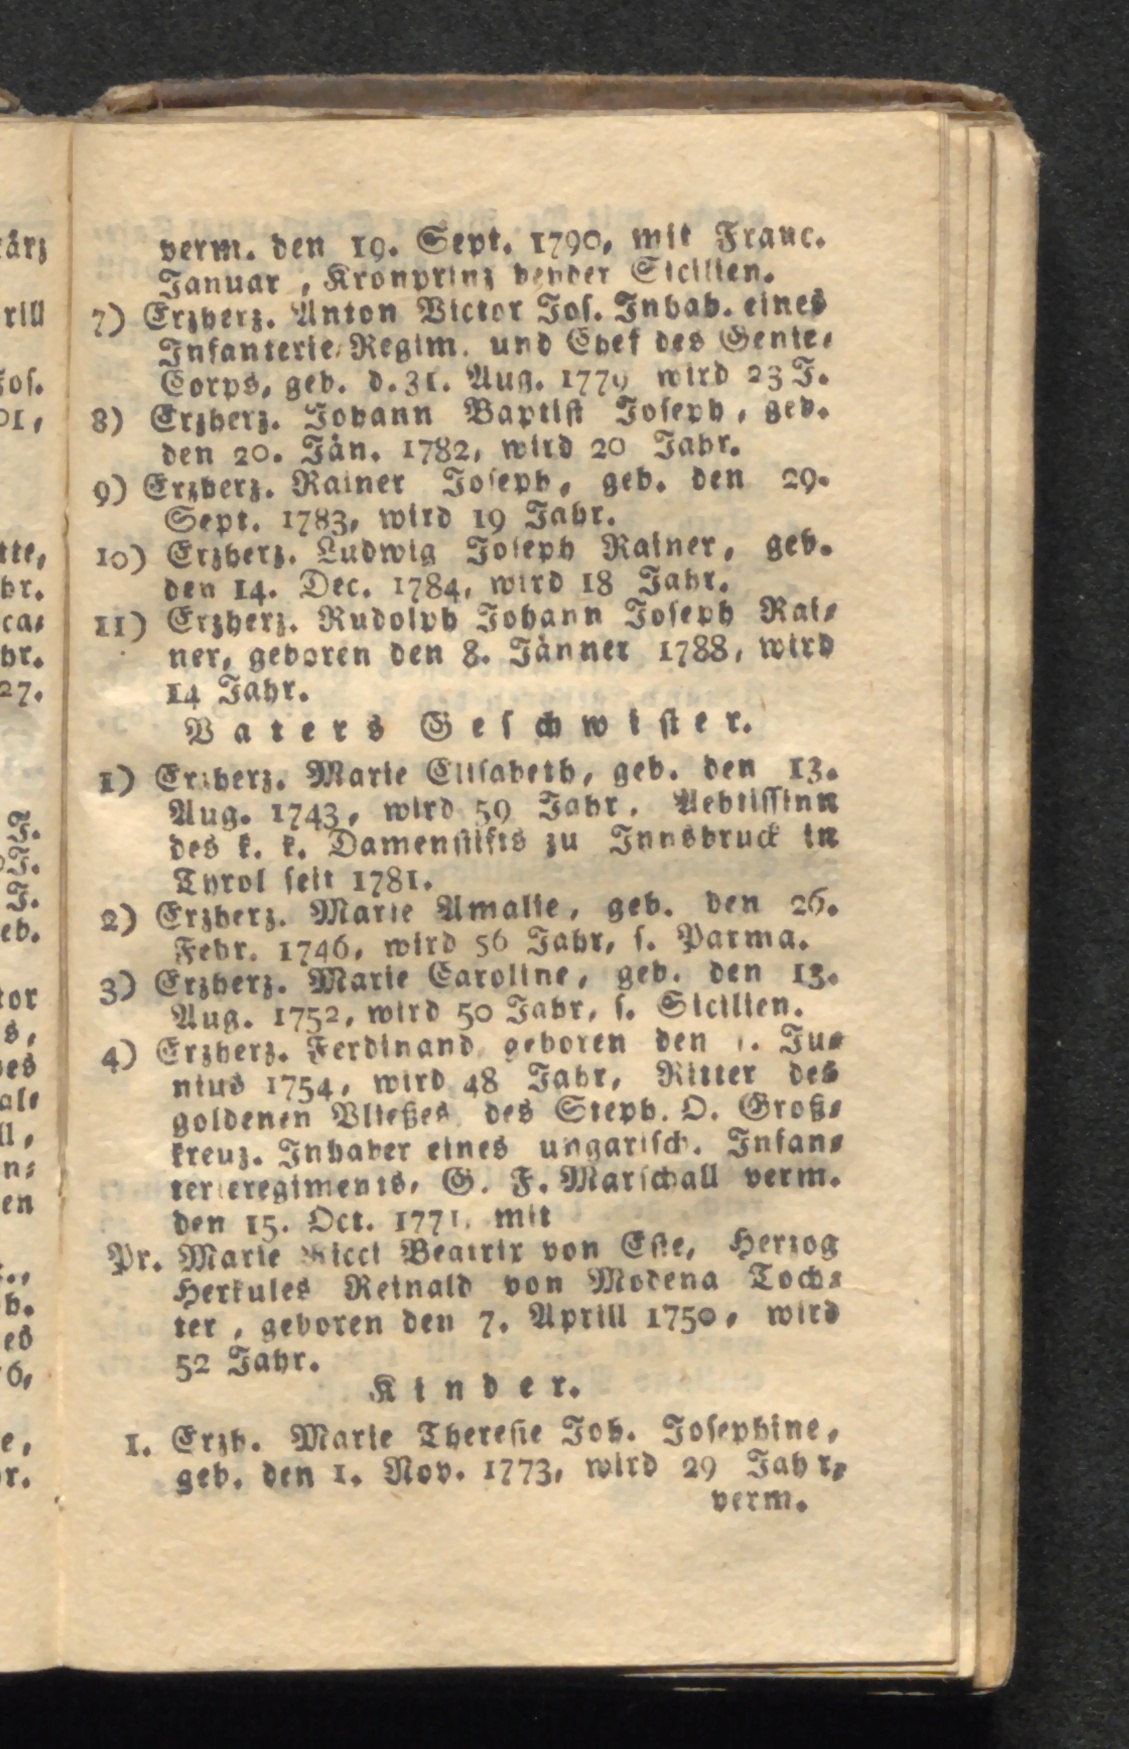 verm. den 19. Sept. 1790, mit Franc.
Januar, Kronprinz beyder Sicilien.
7) Erzherz. Anton Victor Jos. Inhab. eines
Infanterie-Regim. und Chef des Genie-
Corps, geb. d. 31. Aug. 1779 wird 23 J.
8) Erzherz. Johann Baptist Joseph, geb.
den 20. Jän. 1782, wird 20 Jahr.
9) Erzherz. Rainer Joseph, geb. den 29.
Sept. 1783, wird 19 Jahr.
10) Erzherz. Ludwig Joseph Rainer, geb.
den 14. Dec. 1784, wird 18 Jahr.
11) Erzherz. Rudolph Johann Joseph Rai-
ner, geboren den 8. Jänner 1788, wird
14 Jahr.
Vaters Geschwister.
1) Erzherz. Marie Elisabeth, geb. den 13.
Aug. 1743, wird 59 Jahr. Aebtissinn
des k. k. Damenstifts zu Innsbruck in
Tyrol seit 1781.
2) Erzherz. Marie Amalie, geb. den 26.
Febr. 1746, wird 56 Jahr, s. Parma.
3) Erzherz. Marie Caroline, geb. den 13.
Aug. 1752, wird 50 Jahr, s. Sicilien.
4) Erzherz. Ferdinand, geboren den . Ju-
nius 1754, wird 48 Jahr, Ritter des
goldenen Vließes, des Steph. O. Groß-
kreuz. Inhaber eines ungarisch. Infan-
terieregiments, G. F. Marschall verm.
den 15. Oct. 1771, mit
Pr. Marie Ricci Beatrix von Este, Herzog
Herkules Reinald von Modena Toch-
ter, geboren den 7. Aprill 1750, wird
52 Jahr.
Kinder.
1. Erzh. Marie Theresie Joh. Josephine,
geb. den 1. Nov. 1773, wird 29 Jahr,
verm.